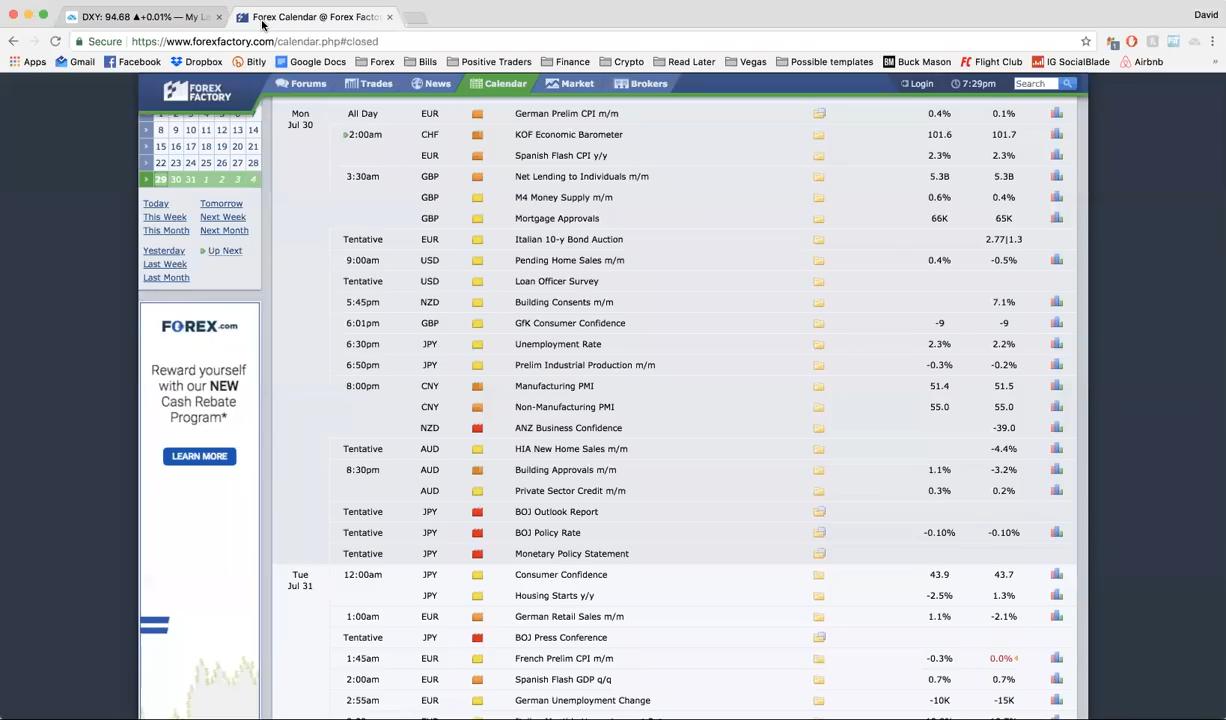 DXY: 94.68 ▲+0.01% — My La
Forex Calendar @ Forex Facto
David
Secure
https://www.forexfactory.com/calendar.php#closed
Apps Gmail Facebook Dropbox Bitly Google Docs Forex Bills Positive Traders Finance Crypto Read Later Vegas Possible templates Buck Mason Flight Club IG SocialBlade Airbnb
FOREX FACTORY
Forums Trades News Calendar Market Brokers Login 7:29pm Search
8 9 10 11 12 13 14
15 16 17 18 19 20 21
22 23 24 25 26 27 28
29 30 31 1 2 3 4
Today Tomorrow
This Week Next Week
This Month Next Month
Yesterday Up Next
Last Week
Last Month
FOREX.com
Reward yourself
with our NEW
Cash Rebate
Program*
LEARN MORE
Mon Jul 30 All Day EUR German Prelim CPI m/m 0.4% 0.1%
2:00am CHF KOF Economic Barometer 101.6 101.7
EUR Spanish Flash CPI y/y 2.3% 2.3%
3:30am GBP Net Lending to Individuals m/m 5.3B 5.3B
GBP M4 Money Supply m/m 0.6% 0.4%
GBP Mortgage Approvals 66K 65K
Tentative EUR Italian 10-y Bond Auction 2.77|1.3
9:00am USD Pending Home Sales m/m 0.4% -0.5%
Tentative USD Loan Officer Survey
5:45pm NZD Building Consents m/m 7.1%
6:01pm GBP GfK Consumer Confidence -9 -9
6:30pm JPY Unemployment Rate 2.3% 2.2%
6:50pm JPY Prelim Industrial Production m/m -0.3% -0.2%
8:00pm CNY Manufacturing PMI 51.4 51.5
CNY Non-Manufacturing PMI 55.0 55.0
NZD ANZ Business Confidence -39.0
Tentative AUD HIA New Home Sales m/m -4.4%
8:30pm AUD Building Approvals m/m 1.1% -3.2%
AUD Private Sector Credit m/m 0.3% 0.2%
Tentative JPY BOJ Outlook Report
Tentative JPY BOJ Policy Rate -0.10% -0.10%
Tentative JPY Monetary Policy Statement
Tue Jul 31 12:00am JPY Consumer Confidence 43.9 43.7
JPY Housing Starts y/y -2.5% 1.3%
1:00am EUR German Retail Sales m/m 1.1% -2.1%
Tentative JPY BOJ Press Conference
1:45am EUR French Prelim CPI m/m -0.3% 0.0%
2:00am EUR Spanish Flash GDP q/q 0.7% 0.7%
2:55am EUR German Unemployment Change -10K -15K